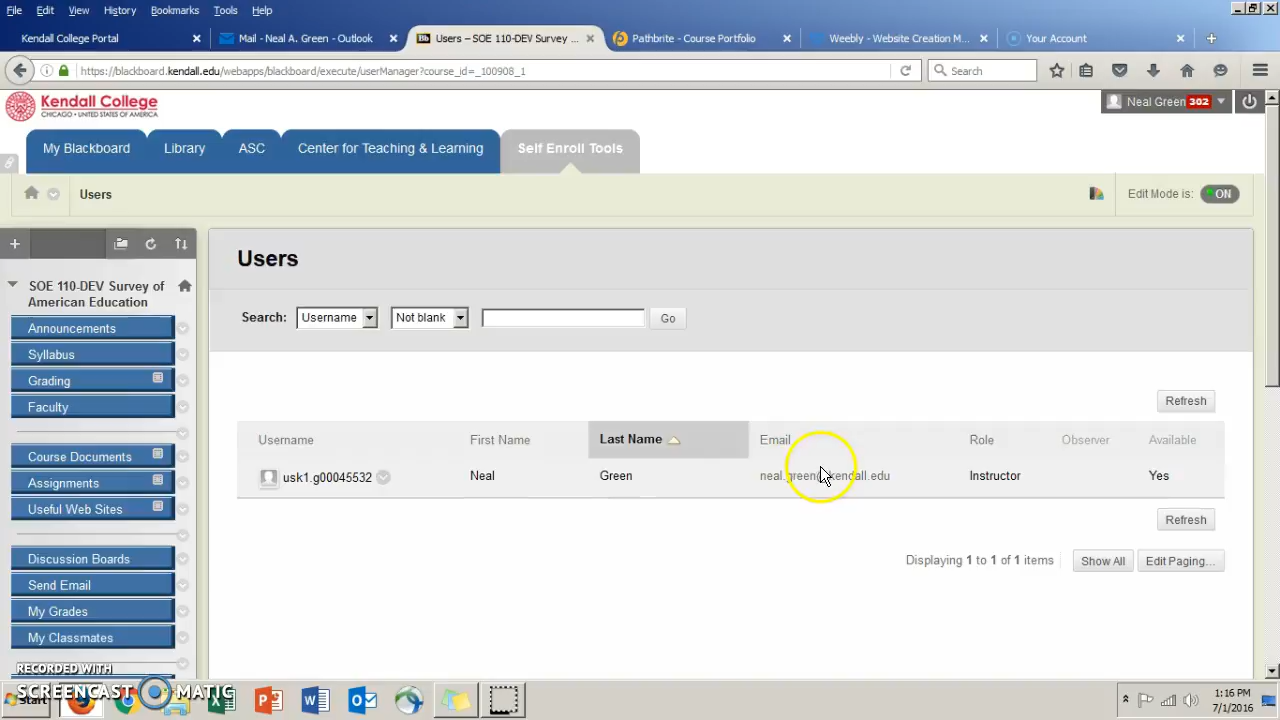 File Edit View History Bookmarks Tools Help
Kendall College Portal × Mail - Neal A. Green - Outlook × Bb Users – SOE 110-DEV Survey ... × Pathbrite - Course Portfolio × Weebly - Website Creation M... × Your Account × +
https://blackboard.kendall.edu/webapps/blackboard/execute/userManager?course_id=_100908_1 Search
Kendall College
CHICAGO • UNITED STATES OF AMERICA
Neal Green 302
My Blackboard Library ASC Center for Teaching & Learning Self Enroll Tools
Users Edit Mode is: ON
Users
SOE 110-DEV Survey of
American Education
Announcements
Syllabus
Grading
Faculty
Course Documents
Assignments
Useful Web Sites
Discussion Boards
Send Email
My Grades
My Classmates
Search: Username Not blank Go
Refresh
Username First Name Last Name Email Role Observer Available
usk1.g00045532 Neal Green neal.green@kendall.edu Instructor Yes
Refresh
Displaying 1 to 1 of 1 items Show All Edit Paging...
RECORDED WITH
SCREENCAST MATIC
Start
1:16 PM
7/1/2016